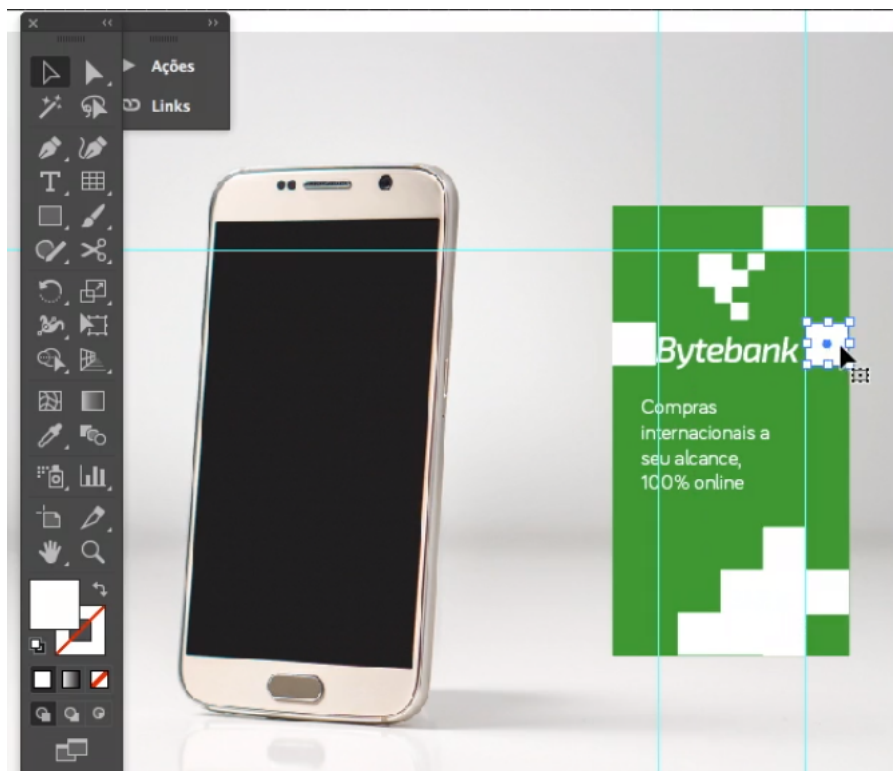 Ações
Links
Bytebank
Compras
internacionais a
seu alcance,
100% online